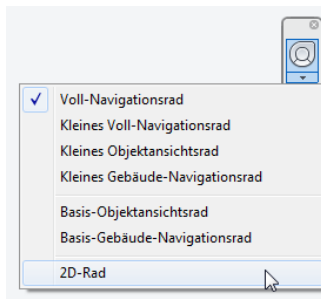 Voll-Navigationsrad
Kleines Voll-Navigationsrad
Kleines Objektansichtsrad
Kleines Gebäude-Navigationsrad
Basis-Objektansichtsrad
Basis-Gebäude-Navigationsrad
2D-Rad